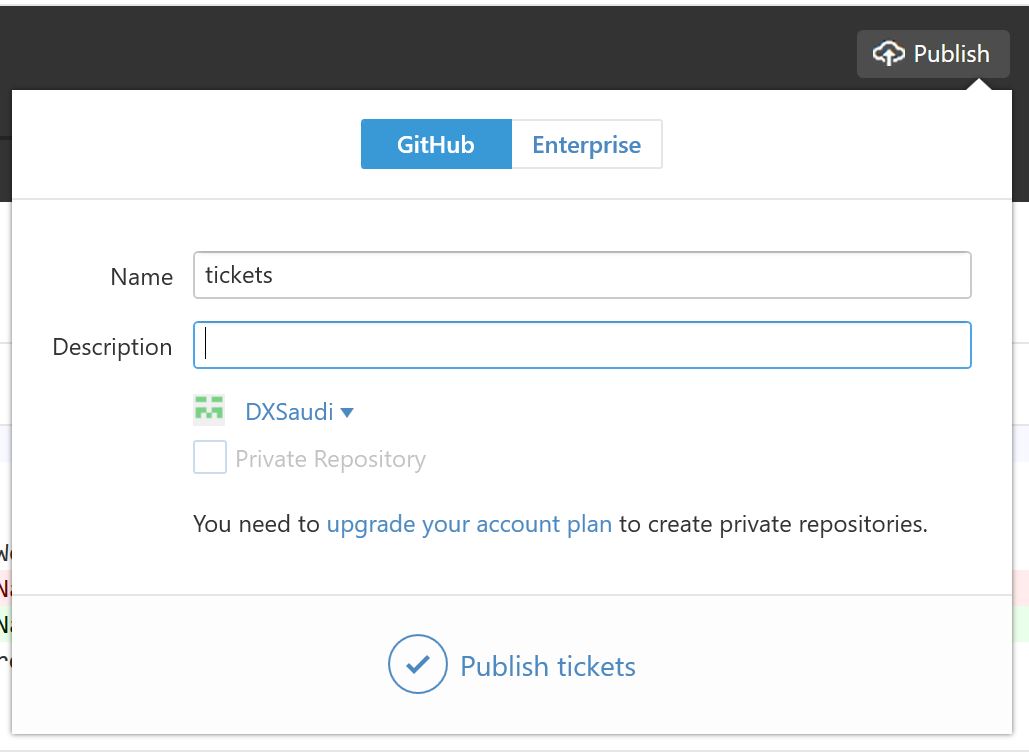 Publish
GitHub Enterprise
Name tickets
Description
DXSaudi
Private Repository
You need to upgrade your account plan to create private repositories.
Publish tickets